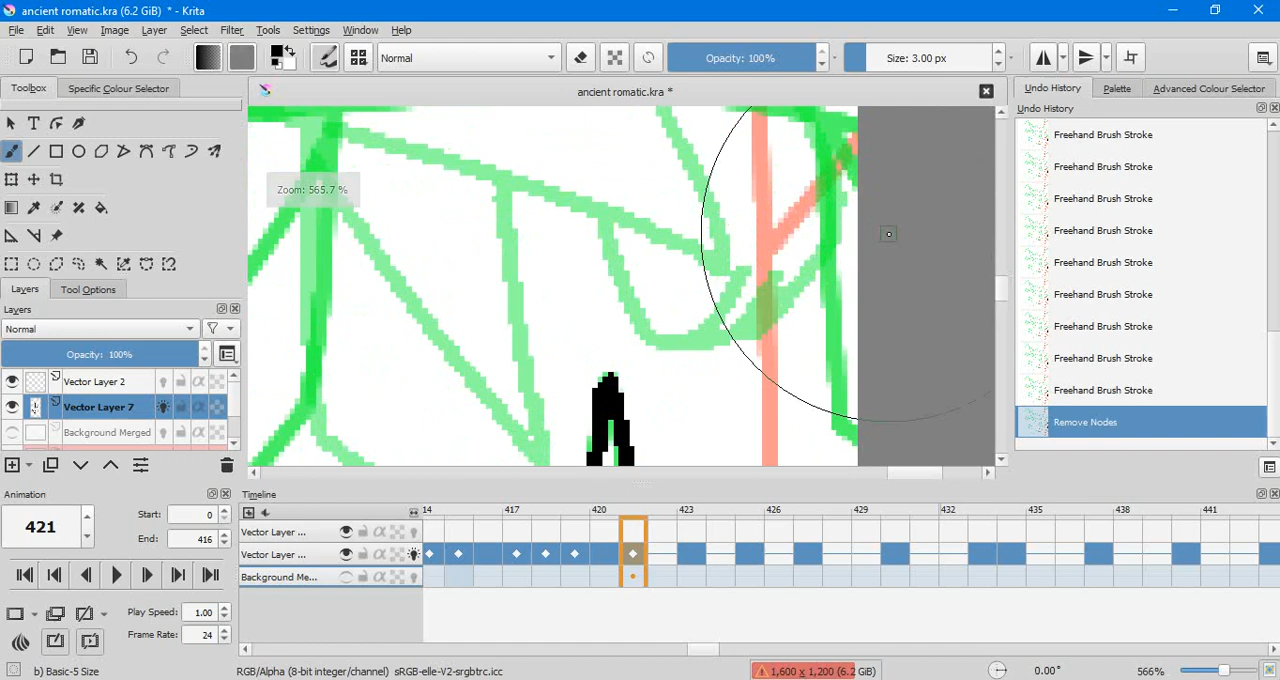 ancient romatic.kra (6.2 GiB) * - Krita
File Edit View Image Layer Select Filter Tools Settings Window Help
Normal Opacity: 100% Size: 3.00 px
Toolbox Specific Colour Selector ancient romatic.kra * Undo History Palette Advanced Colour Selector
Undo History
Freehand Brush Stroke
Freehand Brush Stroke
Zoom: 565.7 %
Freehand Brush Stroke
Freehand Brush Stroke
Freehand Brush Stroke
Freehand Brush Stroke
Freehand Brush Stroke
Freehand Brush Stroke
Freehand Brush Stroke
Remove Nodes
Layers Tool Options
Layers
Normal
Opacity: 100%
Vector Layer 2
Vector Layer 7
Background Merged
Animation
421
Start: 0
End: 416
Play Speed: 1.00
Frame Rate: 24
Timeline
14 417 420 423 426 429 432 435 438 441
Vector Layer ...
Vector Layer ...
Background Me...
b) Basic-5 Size RGB/Alpha (8-bit integer/channel) sRGB-elle-V2-srgbtrc.icc 1,600 x 1,200 (6.2 GiB) 0.00° 566%